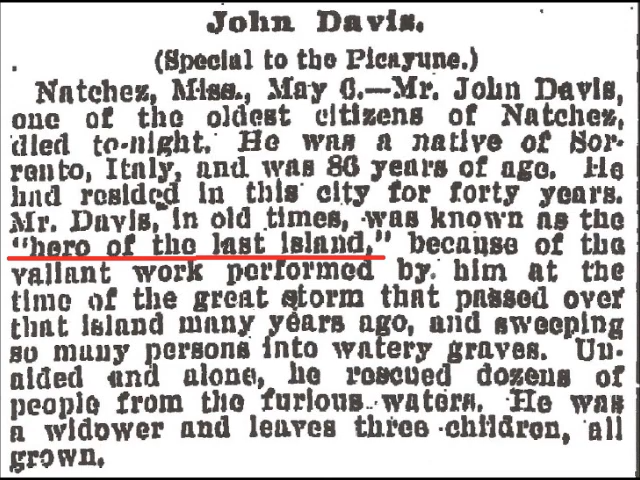 John Davis.
(Special to the Picayune.)
Natchez, Miss., May 6.—Mr. John Davis,
one of the oldest citizens of Natchez,
died to-night. He was a native of Sor-
rento, Italy, and was 86 years of age. He
had resided in this city for forty years.
Mr. Davis, in old times, was known as the
"hero of the last island," because of the
valiant work performed by him at the
time of the great storm that passed over
that island many years ago, and sweeping
so many persons into watery graves. Un-
aided and alone, he rescued dozens of
people from the furious waters. He was
a widower and leaves three children, all
grown.